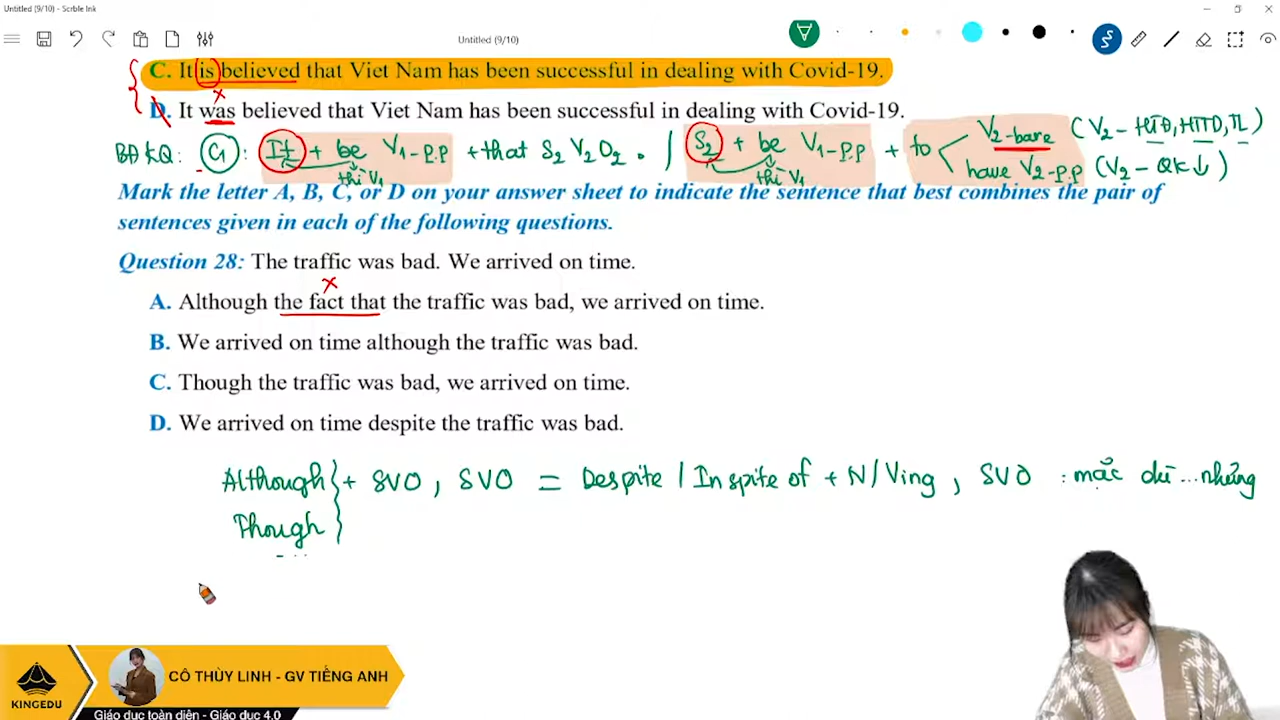 Untitled (9/10) - Scrble Ink
Untitled (9/10)
C. It is believed that Viet Nam has been successful in dealing with Covid-19.
D. It was believed that Viet Nam has been successful in dealing with Covid-19.
BĐ KQ: C1: It + be V1-p.p + that S2 V2 O2. / S2 + be V1-p.p + to
V2-bare (V2 - HTĐ, HTTD, TL)
have V2-p.p (V2 - QK↓)
thì V1
thì V1
Mark the letter A, B, C, or D on your answer sheet to indicate the sentence that best combines the pair of
sentences given in each of the following questions.
Question 28: The traffic was bad. We arrived on time.
x
A. Although the fact that the traffic was bad, we arrived on time.
B. We arrived on time although the traffic was bad.
C. Though the traffic was bad, we arrived on time.
D. We arrived on time despite the traffic was bad.
Although } + SVO, SVO = Despite / Inspite of + N/Ving, SVO : mặc dù ... nhưng
Though
CÔ THÙY LINH - GV TIẾNG ANH
KINGEDU
Giáo dục toàn diện - Giáo dục 4.0